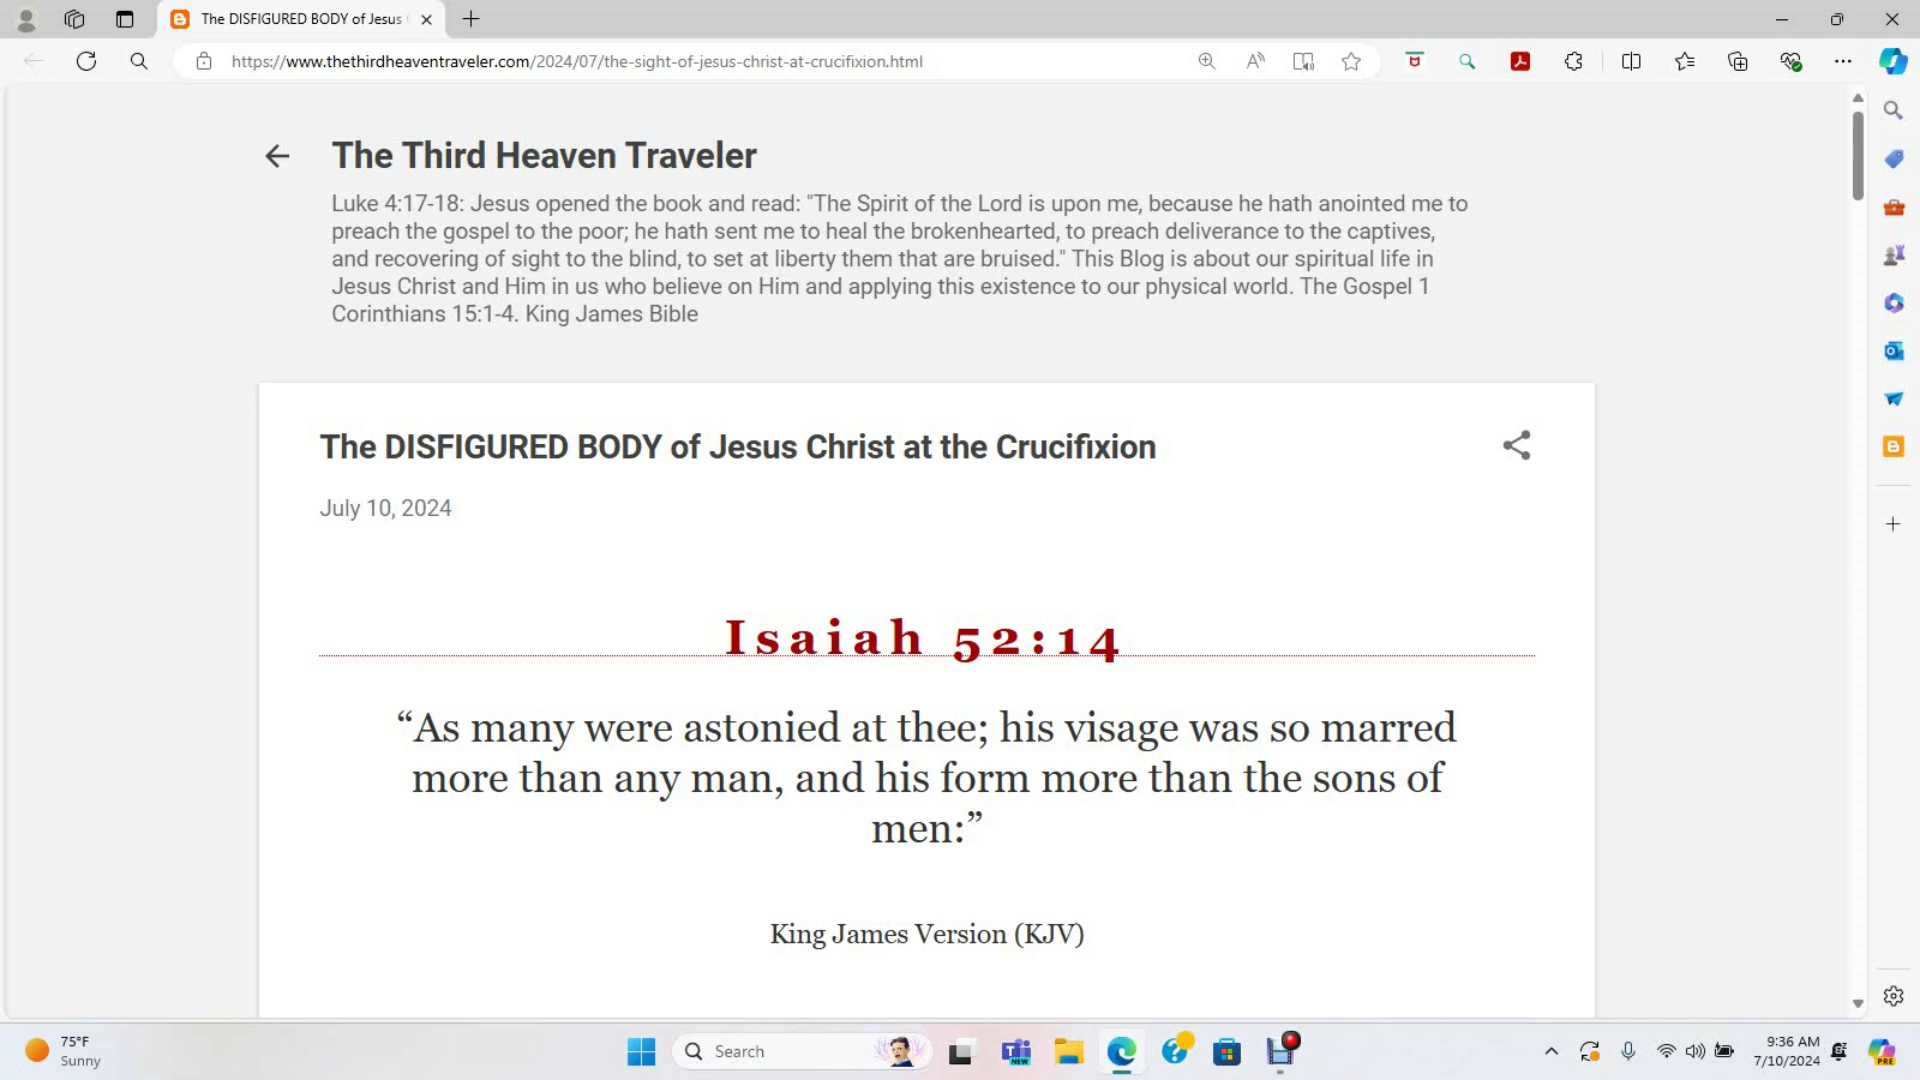 The DISFIGURED BODY of Jesus
https://www.thethirdheaventraveler.com/2024/07/the-sight-of-jesus-christ-at-crucifixion.html
The Third Heaven Traveler
Luke 4:17-18: Jesus opened the book and read: "The Spirit of the Lord is upon me, because he hath anointed me to
preach the gospel to the poor; he hath sent me to heal the brokenhearted, to preach deliverance to the captives,
and recovering of sight to the blind, to set at liberty them that are bruised." This Blog is about our spiritual life in
Jesus Christ and Him in us who believe on Him and applying this existence to our physical world. The Gospel 1
Corinthians 15:1-4. King James Bible
The DISFIGURED BODY of Jesus Christ at the Crucifixion
July 10, 2024
Isaiah 52:14
“As many were astonied at thee; his visage was so marred
more than any man, and his form more than the sons of
men:”
King James Version (KJV)
75°F
Sunny
Search
NEW
9:36 AM
7/10/2024
PRE